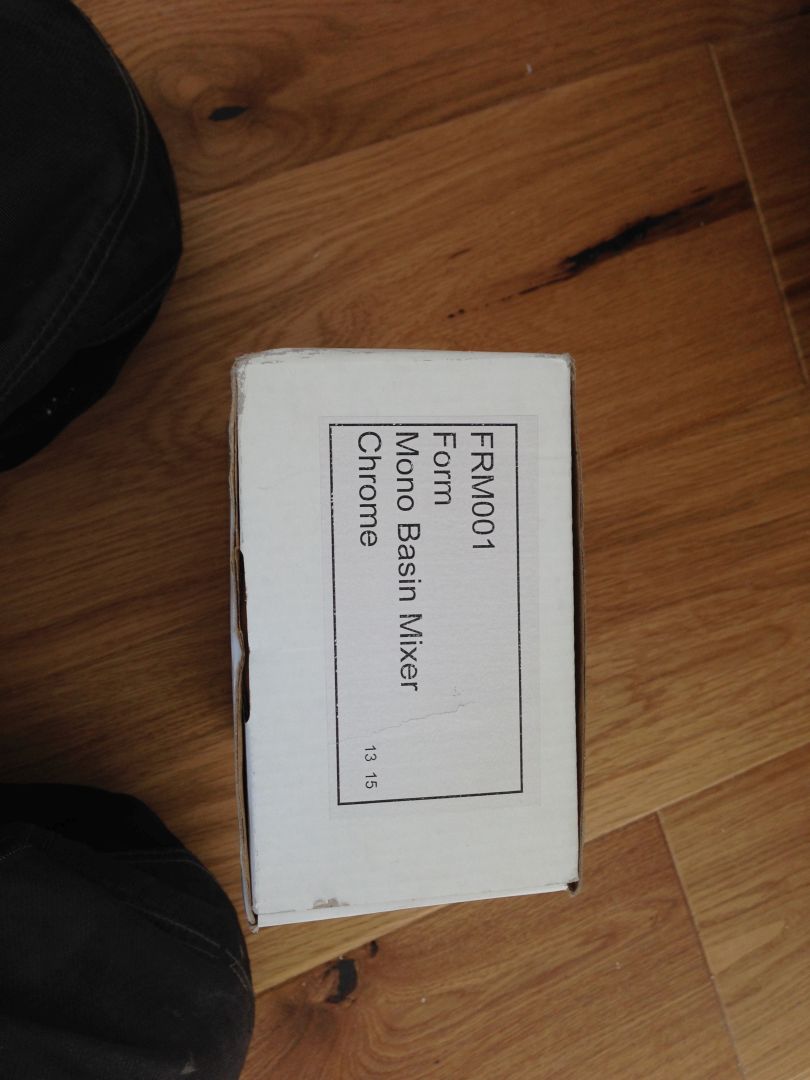 FRM001
Form
Mono Basin Mixer
Chrome
13 15